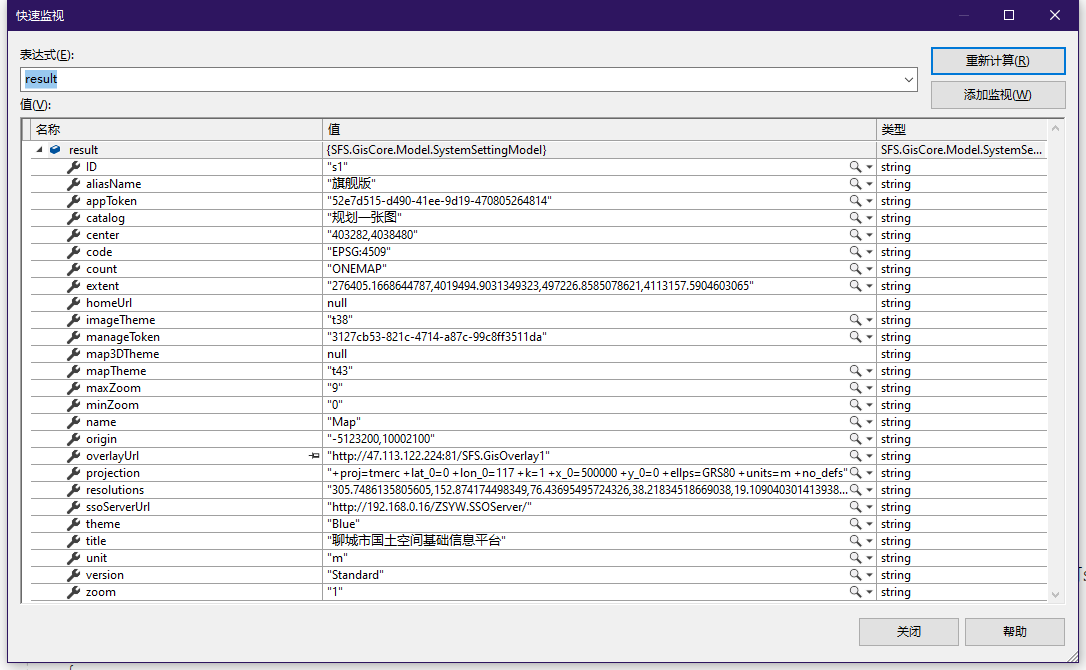 快速监视
表达式(E):
result
重新计算(R)
添加监视(W)
值(V):
名称 值 类型
result {SFS.GisCore.Model.SystemSettingModel} SFS.GisCore.Model.SystemSe...
ID "s1" string
aliasName "旗舰版" string
appToken "52e7d515-d490-41ee-9d19-470805264814" string
catalog "规划一张图" string
center "403282,4038480" string
code "EPSG:4509" string
count "ONEMAP" string
extent "276405.1668644787,4019494.9031349323,497226.8585078621,4113157.5904603065" string
homeUrl null string
imageTheme "t38" string
manageToken "3127cb53-821c-4714-a87c-99c8ff3511da" string
map3DTheme null string
mapTheme "t43" string
maxZoom "9" string
minZoom "0" string
name "Map" string
origin "-5123200,10002100" string
overlayUrl "http://47.113.122.224:81/SFS.GisOverlay1" string
projection "+proj=tmerc +lat_0=0 +lon_0=117 +k=1 +x_0=500000 +y_0=0 +ellps=GRS80 +units=m +no_defs" string
resolutions "305.7486135805605,152.874174498349,76.43695495724326,38.21834518669038,19.109040301413938... string
ssoServerUrl "http://192.168.0.16/ZSYW.SSOServer/" string
theme "Blue" string
title "聊城市国土空间基础信息平台" string
unit "m" string
version "Standard" string
zoom "1" string
关闭 帮助